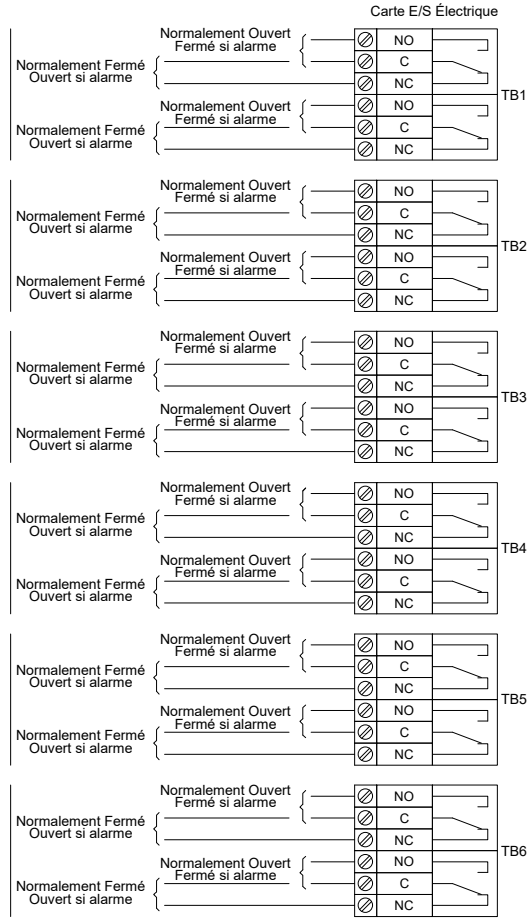 Carte E/S Électrique
Normalement Ouvert
Fermé si alarme
NO
Normalement Fermé
Ouvert si alarme
C
NC
TB1
Normalement Ouvert
Fermé si alarme
NO
Normalement Fermé
Ouvert si alarme
C
NC
Normalement Ouvert
Fermé si alarme
NO
Normalement Fermé
Ouvert si alarme
C
NC
TB2
Normalement Ouvert
Fermé si alarme
NO
Normalement Fermé
Ouvert si alarme
C
NC
Normalement Ouvert
Fermé si alarme
NO
Normalement Fermé
Ouvert si alarme
C
NC
TB3
Normalement Ouvert
Fermé si alarme
NO
Normalement Fermé
Ouvert si alarme
C
NC
Normalement Ouvert
Fermé si alarme
NO
Normalement Fermé
Ouvert si alarme
C
NC
TB4
Normalement Ouvert
Fermé si alarme
NO
Normalement Fermé
Ouvert si alarme
C
NC
Normalement Ouvert
Fermé si alarme
NO
Normalement Fermé
Ouvert si alarme
C
NC
TB5
Normalement Ouvert
Fermé si alarme
NO
Normalement Fermé
Ouvert si alarme
C
NC
Normalement Ouvert
Fermé si alarme
NO
Normalement Fermé
Ouvert si alarme
C
NC
TB6
Normalement Ouvert
Fermé si alarme
NO
Normalement Fermé
Ouvert si alarme
C
NC